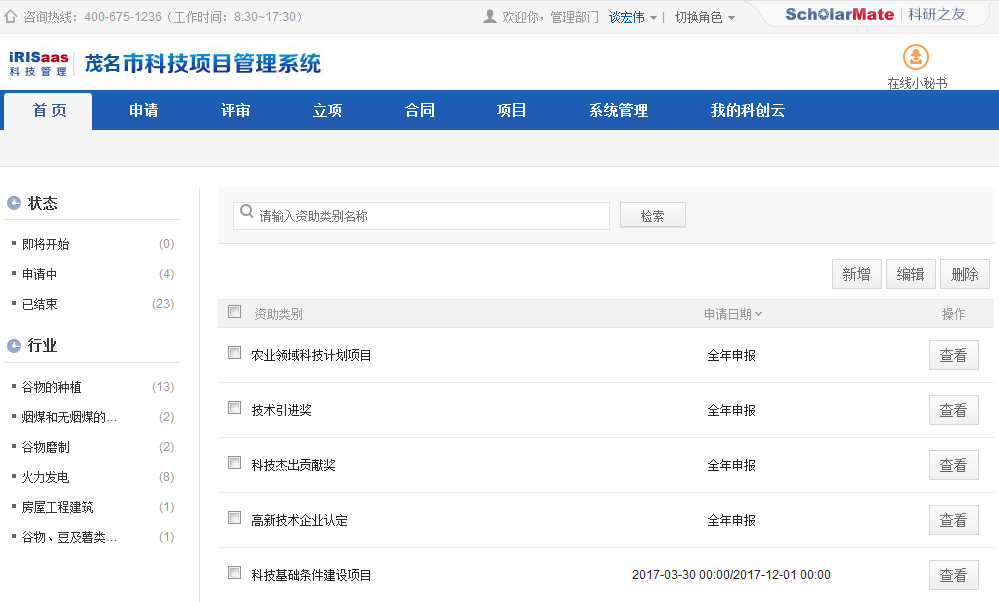 咨询热线：400-675-1236（工作时间：8:30~17:30）
欢迎你，管理部门 谈宏伟 | 切换角色
ScholarMate | 科研之友
iRISaas
科技管理
茂名市科技项目管理系统
在线小秘书
首 页 申请 评审 立项 合同 项目 系统管理 我的科创云
状态
即将开始 (0)
申请中 (4)
已结束 (23)
行业
谷物的种植 (13)
烟煤和无烟煤的... (2)
谷物磨制 (2)
火力发电 (8)
房屋工程建筑 (1)
谷物、豆及薯类... (1)
请输入资助类别名称 检索
新增 编辑 删除
资助类别 申请日期 操作
农业领域科技计划项目 全年申报 查看
技术引进奖 全年申报 查看
科技杰出贡献奖 全年申报 查看
高新技术企业认定 全年申报 查看
科技基础条件建设项目 2017-03-30 00:00/2017-12-01 00:00 查看